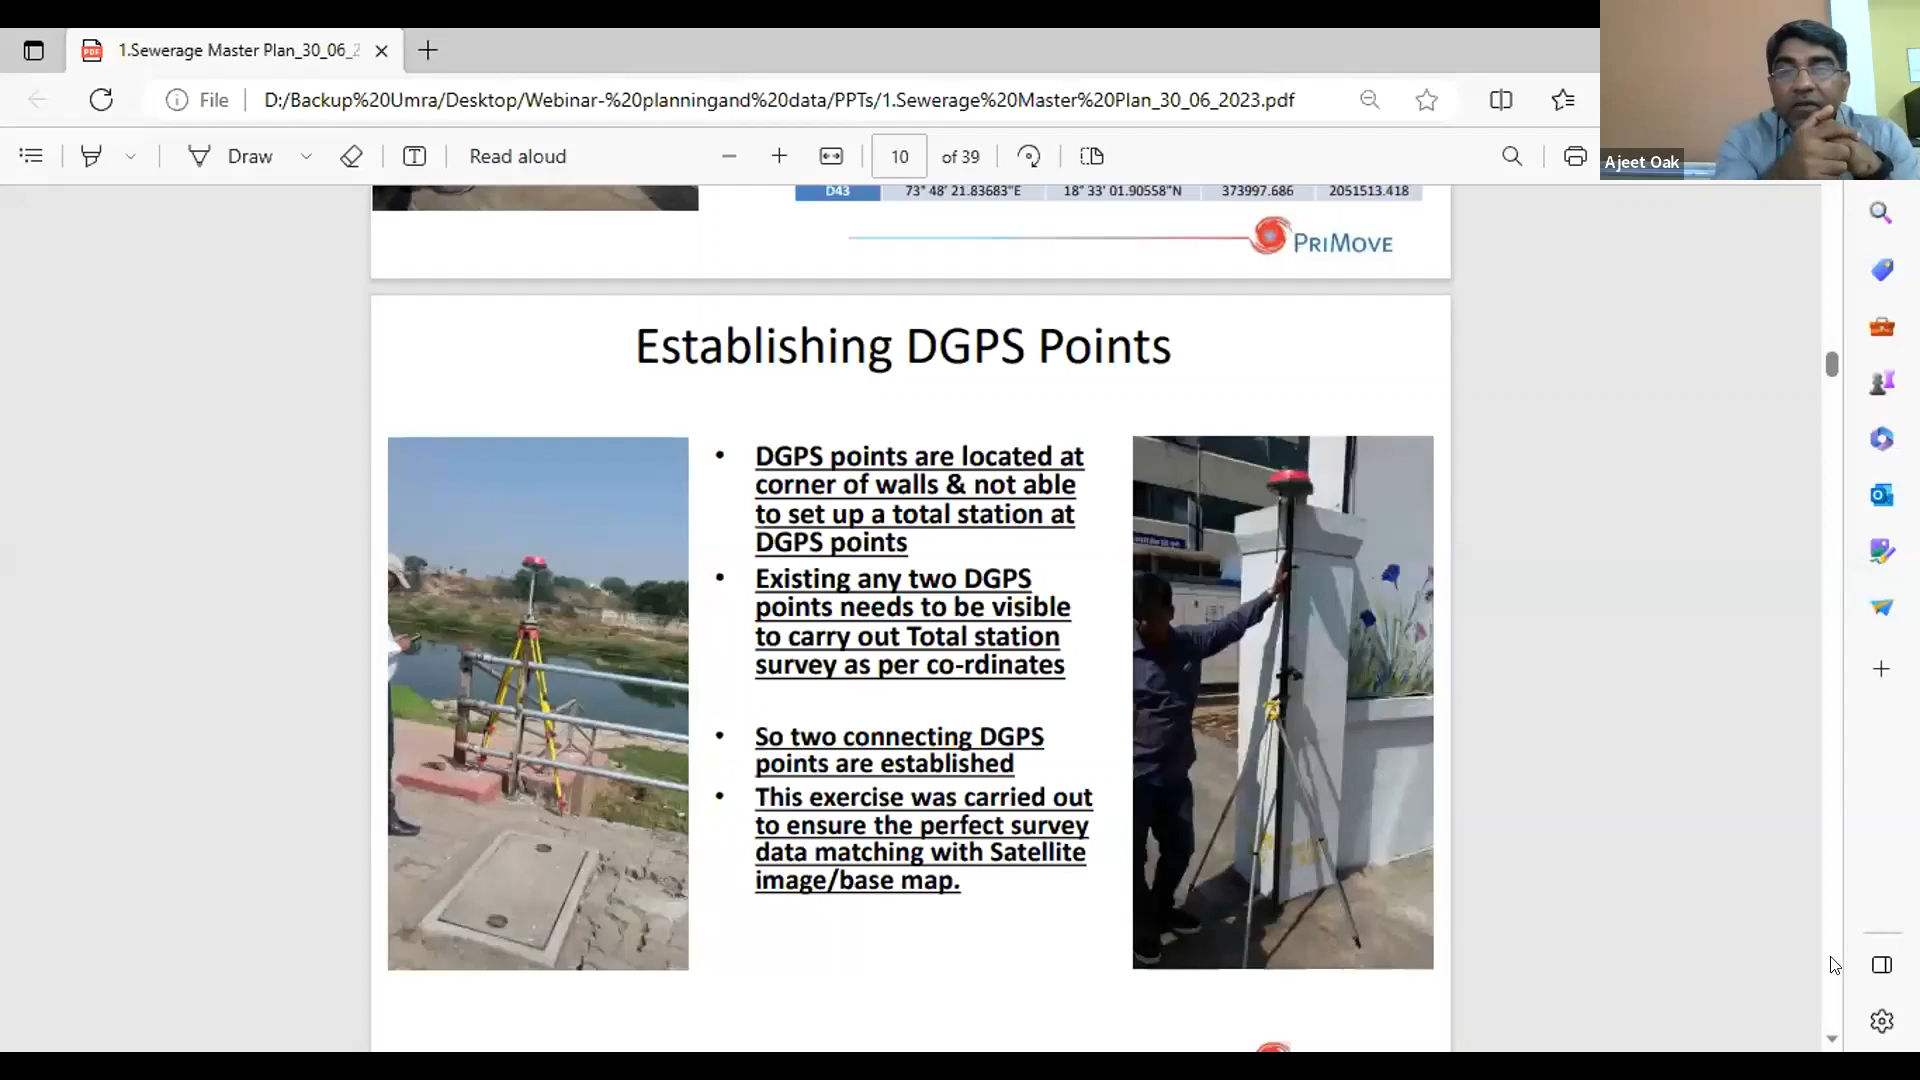 1.Sewerage Master Plan_30_06_2
File
D:/Backup%20Umra/Desktop/Webinar-%20planningand%20data/PPTs/1.Sewerage%20Master%20Plan_30_06_2023.pdf
Draw
Read aloud
10
of 39
Ajeet Oak
D43 73° 48' 21.83683"E 18° 33' 01.90558"N 373997.686 2051513.418
PRIMOVE
Establishing DGPS Points
• DGPS points are located at
corner of walls & not able
to set up a total station at
DGPS points
• Existing any two DGPS
points needs to be visible
to carry out Total station
survey as per co-rdinates
• So two connecting DGPS
points are established
• This exercise was carried out
to ensure the perfect survey
data matching with Satellite
image/base map.